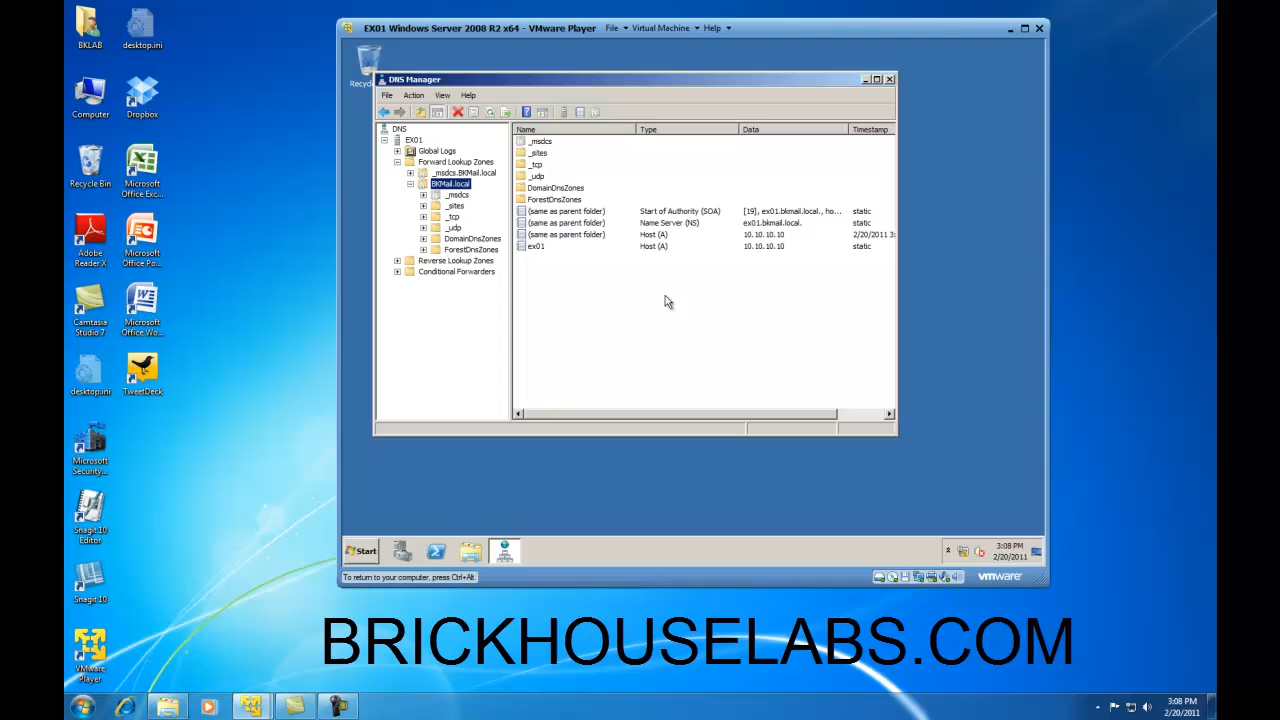 BKLAB
desktop.ini
Computer
Dropbox
Recycle Bin
Microsoft
Office Exc...
Adobe
Reader X
Microsoft
Office Po...
Camtasia
Studio 7
Microsoft
Office Wo...
desktop.ini
TweetDeck
Microsoft
Security...
Snagit 10
Editor
Snagit 10
VMware
Player
EX01 Windows Server 2008 R2 x64 - VMware Player File Virtual Machine Help
Recyc
DNS Manager
File Action View Help
DNS
EX01
Global Logs
Forward Lookup Zones
_msdcs.BKMail.local
BKMail.local
_msdcs
_sites
_tcp
_udp
DomainDnsZones
ForestDnsZones
Reverse Lookup Zones
Conditional Forwarders
Name Type Data Timestamp
_msdcs
_sites
_tcp
_udp
DomainDnsZones
ForestDnsZones
(same as parent folder) Start of Authority (SOA) [19], ex01.bkmail.local., ho... static
(same as parent folder) Name Server (NS) ex01.bkmail.local. static
(same as parent folder) Host (A) 10.10.10.10 2/20/2011 3:
ex01 Host (A) 10.10.10.10 static
Start
3:08 PM
2/20/2011
To return to your computer, press Ctrl+Alt.
vmware
BRICKHOUSELABS.COM
3:08 PM
2/20/2011